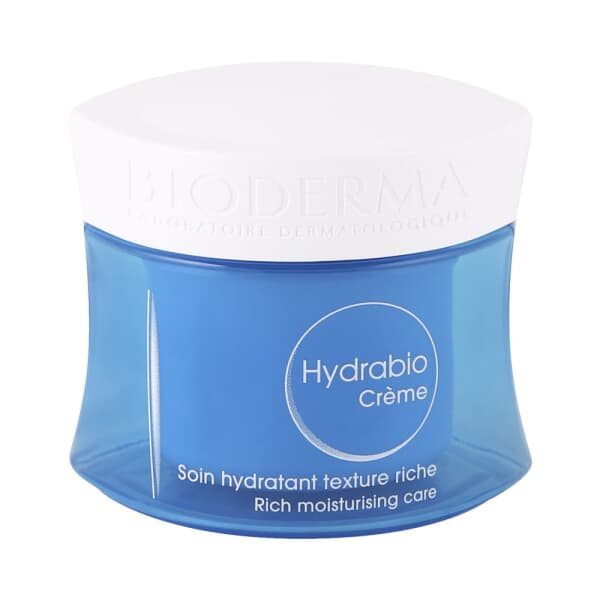 BIODERMA
LABORATOIRE DERMATOLOGIQUE
Hydrabio
Crème
Soin hydratant texture riche
Rich moisturising care